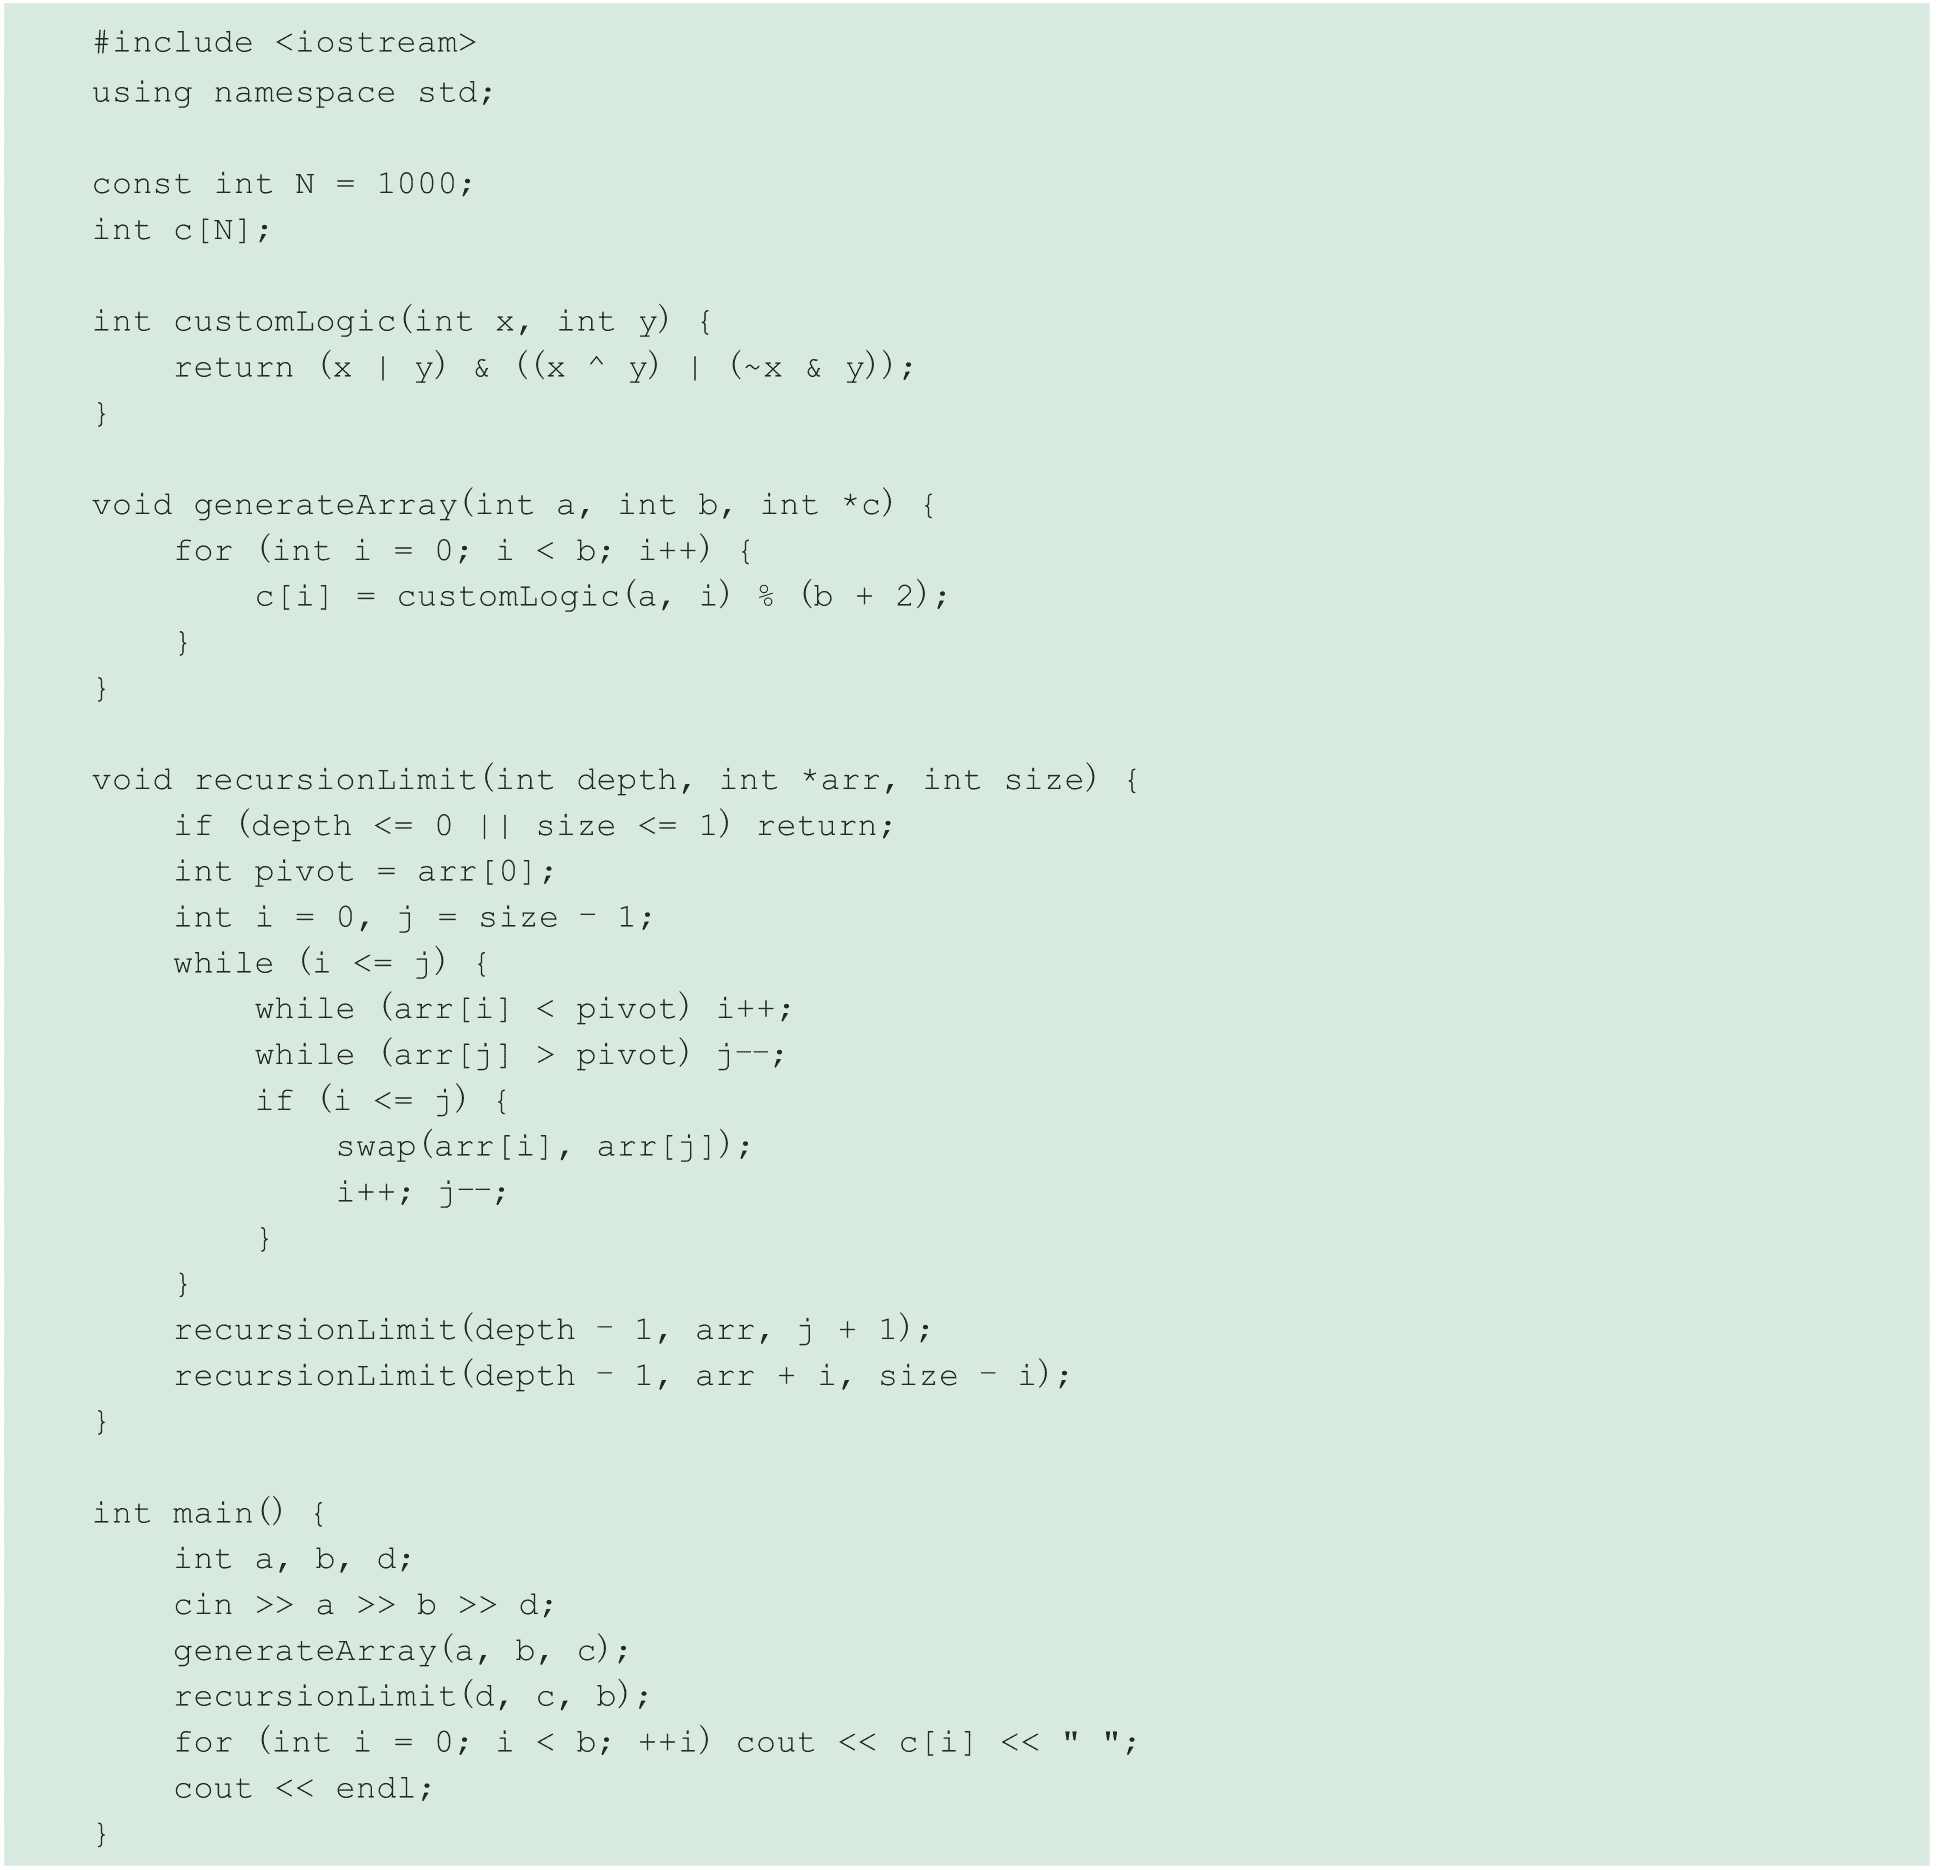 #include <iostream>
using namespace std;

const int N = 1000;
int c[N];

int customLogic(int x, int y) {
    return (x | y) & ((x ^ y) | (~x & y));
}

void generateArray(int a, int b, int *c) {
    for (int i = 0; i < b; i++) {
        c[i] = customLogic(a, i) % (b + 2);
    }
}

void recursionLimit(int depth, int *arr, int size) {
    if (depth <= 0 || size <= 1) return;
    int pivot = arr[0];
    int i = 0, j = size - 1;
    while (i <= j) {
        while (arr[i] < pivot) i++;
        while (arr[j] > pivot) j--;
        if (i <= j) {
            swap(arr[i], arr[j]);
            i++; j--;
        }
    }
    recursionLimit(depth - 1, arr, j + 1);
    recursionLimit(depth - 1, arr + i, size - i);
}

int main() {
    int a, b, d;
    cin >> a >> b >> d;
    generateArray(a, b, c);
    recursionLimit(d, c, b);
    for (int i = 0; i < b; ++i) cout << c[i] << " ";
    cout << endl;
}